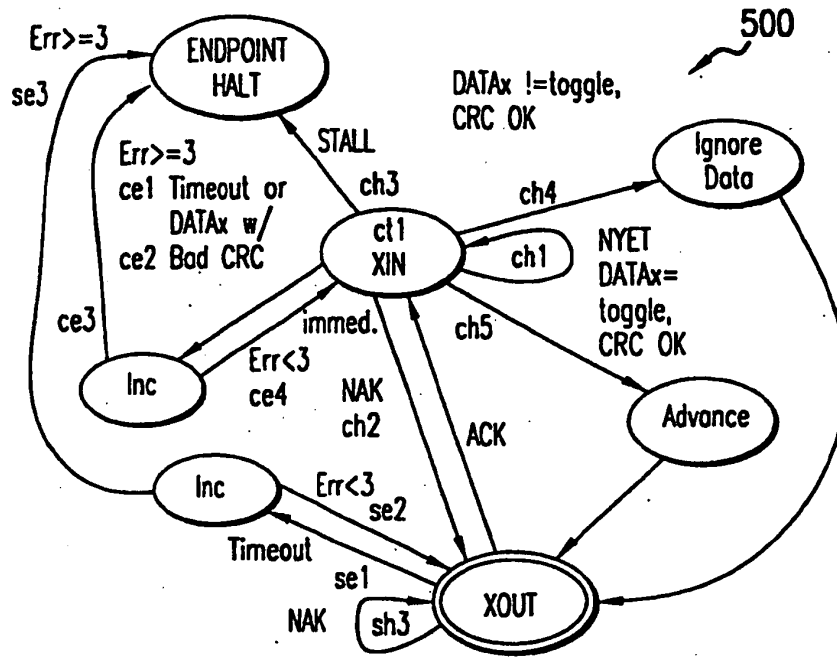 Err>=3
500
ENDPOINT
HALT
se3
DATAx !=toggle,
CRC OK
STALL
Err>=3
ce1 Timeout or
DATAx w/
ce2 Bad CRC
Ignore
Data
ch3
ch4
ct1
XIN
ch1
NYET
DATAx=
toggle,
CRC OK
ce3
immed.
ch5
Err<3
ce4
Inc
NAK
ch2
ACK
Advance
Inc
Err<3
se2
Timeout
se1
XOUT
NAK
sh3